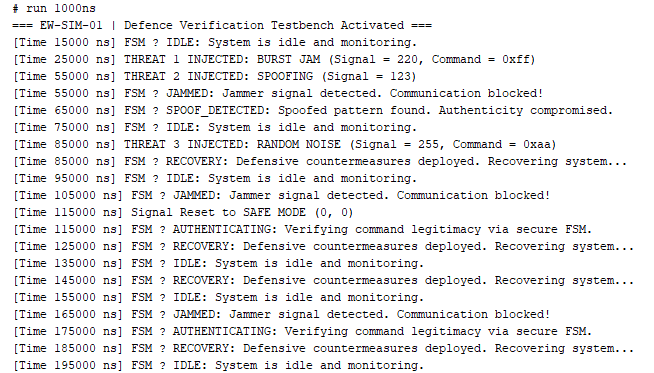 # run 1000ns
=== EW-SIM-01 | Defence Verification Testbench Activated ===
[Time 15000 ns] FSM ? IDLE: System is idle and monitoring.
[Time 25000 ns] THREAT 1 INJECTED: BURST JAM (Signal = 220, Command = 0xff)
[Time 55000 ns] THREAT 2 INJECTED: SPOOFING (Signal = 123)
[Time 55000 ns] FSM ? JAMMED: Jammer signal detected. Communication blocked!
[Time 65000 ns] FSM ? SPOOF_DETECTED: Spoofed pattern found. Authenticity compromised.
[Time 75000 ns] FSM ? IDLE: System is idle and monitoring.
[Time 85000 ns] THREAT 3 INJECTED: RANDOM NOISE (Signal = 255, Command = 0xaa)
[Time 85000 ns] FSM ? RECOVERY: Defensive countermeasures deployed. Recovering system...
[Time 95000 ns] FSM ? IDLE: System is idle and monitoring.
[Time 105000 ns] FSM ? JAMMED: Jammer signal detected. Communication blocked!
[Time 115000 ns] Signal Reset to SAFE MODE (0, 0)
[Time 115000 ns] FSM ? AUTHENTICATING: Verifying command legitimacy via secure FSM.
[Time 125000 ns] FSM ? RECOVERY: Defensive countermeasures deployed. Recovering system...
[Time 135000 ns] FSM ? IDLE: System is idle and monitoring.
[Time 145000 ns] FSM ? RECOVERY: Defensive countermeasures deployed. Recovering system...
[Time 155000 ns] FSM ? IDLE: System is idle and monitoring.
[Time 165000 ns] FSM ? JAMMED: Jammer signal detected. Communication blocked!
[Time 175000 ns] FSM ? AUTHENTICATING: Verifying command legitimacy via secure FSM.
[Time 185000 ns] FSM ? RECOVERY: Defensive countermeasures deployed. Recovering system...
[Time 195000 ns] FSM ? IDLE: System is idle and monitoring.